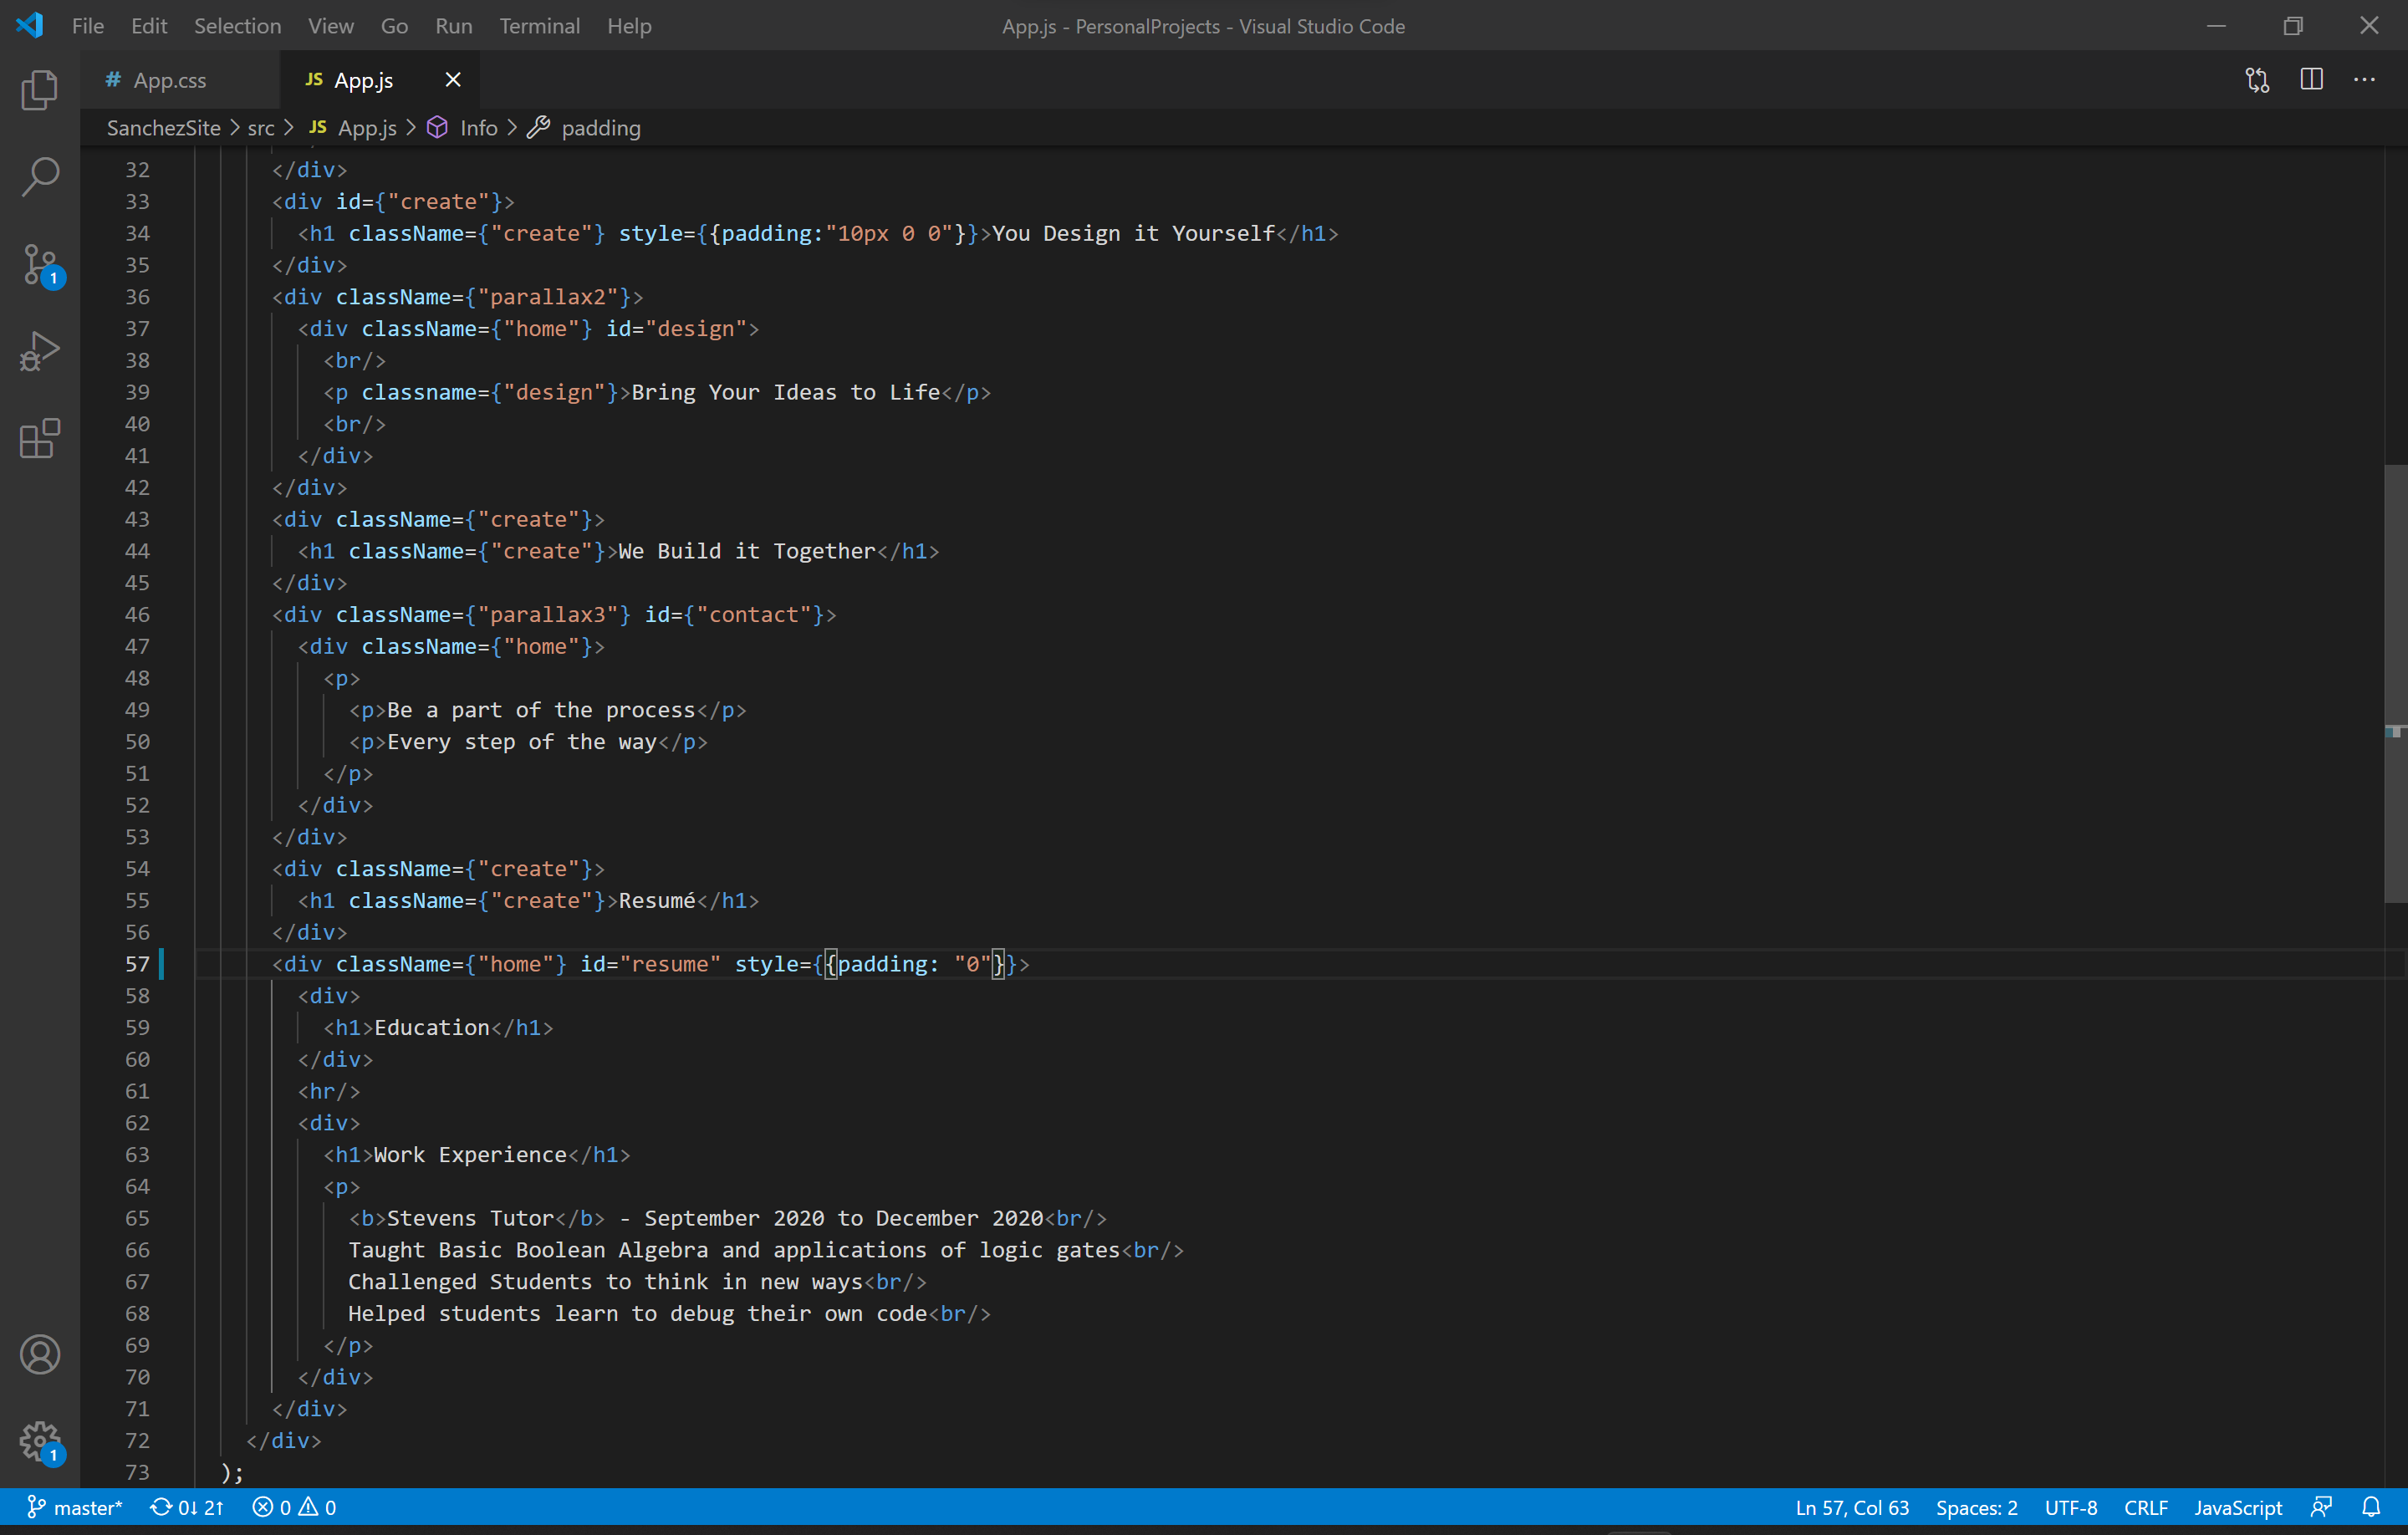 File Edit Selection View Go Run Terminal Help App.js - PersonalProjects - Visual Studio Code
# App.css JS App.js
SanchezSite > src > JS App.js > Info > padding
32 </div>
33 <div id={"create"}>
34 <h1 className={"create"} style={{padding:"10px 0 0"}}>You Design it Yourself</h1>
35 </div>
36 <div className={"parallax2"}>
37 <div className={"home"} id="design">
38 <br/>
39 <p classname={"design"}>Bring Your Ideas to Life</p>
40 <br/>
41 </div>
42 </div>
43 <div className={"create"}>
44 <h1 className={"create"}>We Build it Together</h1>
45 </div>
46 <div className={"parallax3"} id={"contact"}>
47 <div className={"home"}>
48 <p>
49 <p>Be a part of the process</p>
50 <p>Every step of the way</p>
51 </p>
52 </div>
53 </div>
54 <div className={"create"}>
55 <h1 className={"create"}>Resumé</h1>
56 </div>
57 <div className={"home"} id="resume" style={{padding: "0"}}>
58 <div>
59 <h1>Education</h1>
60 </div>
61 <hr/>
62 <div>
63 <h1>Work Experience</h1>
64 <p>
65 <b>Stevens Tutor</b> - September 2020 to December 2020<br/>
66 Taught Basic Boolean Algebra and applications of logic gates<br/>
67 Challenged Students to think in new ways<br/>
68 Helped students learn to debug their own code<br/>
69 </p>
70 </div>
71 </div>
72 </div>
73 );
1
1
master* 0↓ 2↑ 0 0 Ln 57, Col 63 Spaces: 2 UTF-8 CRLF JavaScript